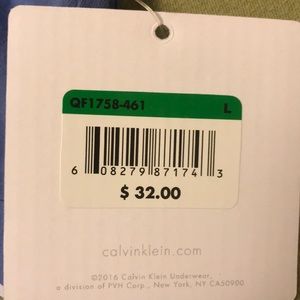 QF1758-461 L
6 08279 87174 3
$ 32.00
calvinklein.com
©2016 Calvin Klein Underwear,
a division of PVH Corp., New York, NY CA50900